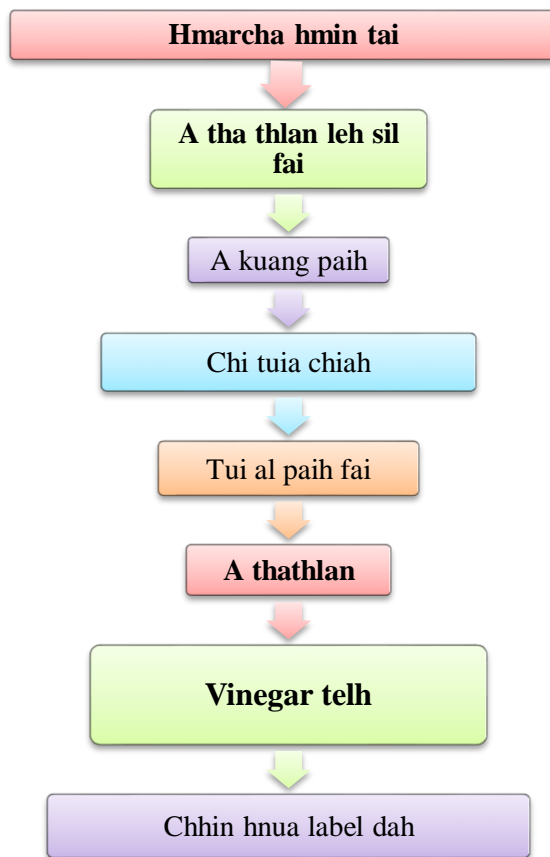 Hmarcha hmin tai
A tha thlan leh sil
fai
A kuang paih
Chi tuia chiah
Tui al paih fai
A thathlan
Vinegar telh
Chhin hnua label dah